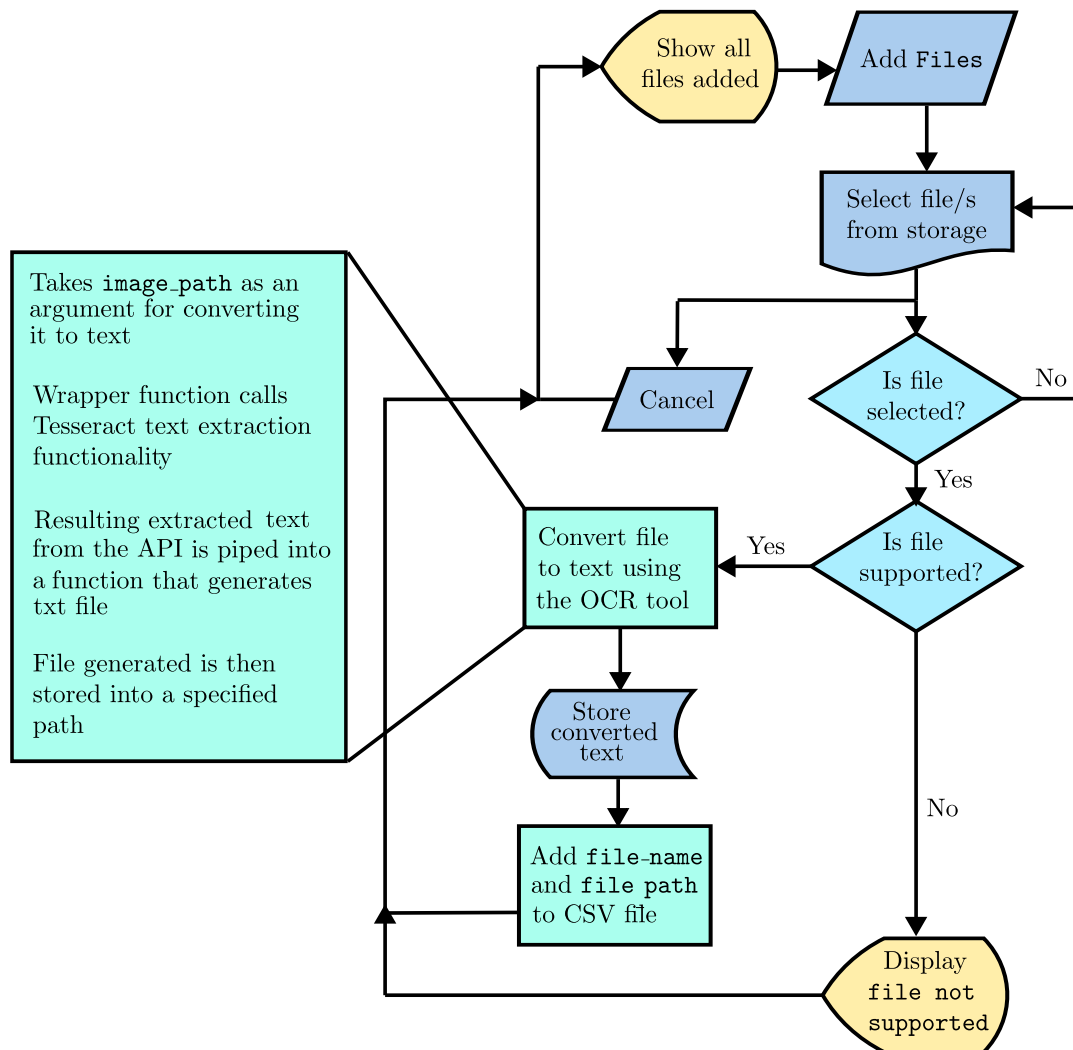 Show all
files added
Add Files
Select file/s
from storage
Takes image_path as an
argument for converting
it to text
Wrapper function calls
Tesseract text extraction
functionality
Resulting extracted text
from the API is piped into
a function that generates
txt file
File generated is then
stored into a specified
path
Cancel
Is file
selected?
No
Yes
Is file
supported?
Yes
Convert file
to text using
the OCR tool
Store
converted
text
No
Add file_name
and file path
to CSV file
Display
file not
supported